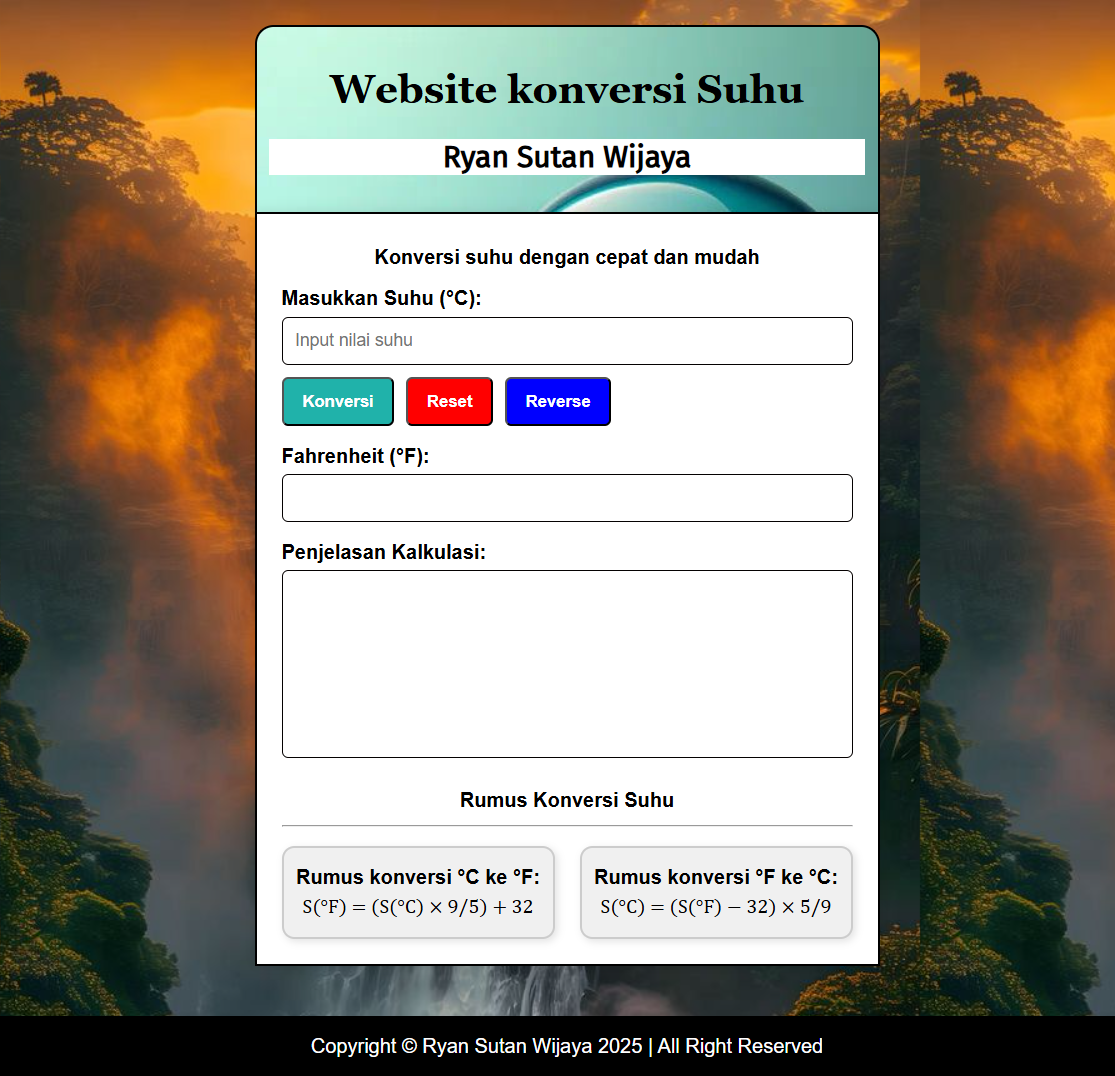 Website konversi Suhu
Ryan Sutan Wijaya
Konversi suhu dengan cepat dan mudah
Masukkan Suhu (°C):
Input nilai suhu
Konversi Reset Reverse
Fahrenheit (°F):
Penjelasan Kalkulasi:
Rumus Konversi Suhu
Rumus konversi °C ke °F:
S(°F) = (S(°C) × 9/5) + 32
Rumus konversi °F ke °C:
S(°C) = (S(°F) − 32) × 5/9
Copyright © Ryan Sutan Wijaya 2025 | All Right Reserved